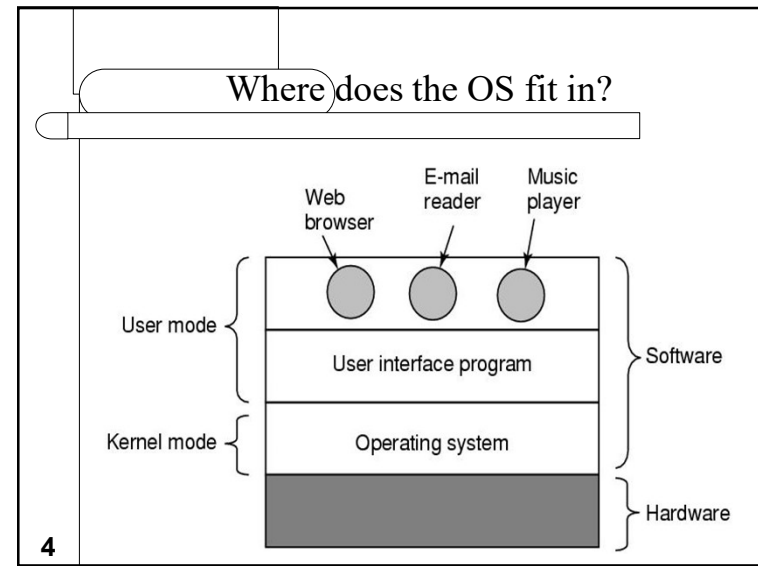 Where does the OS fit in?
E-mail
reader
Music
player
Web
browser
User mode
User interface program
Software
Kernel mode
Operating system
Hardware
4